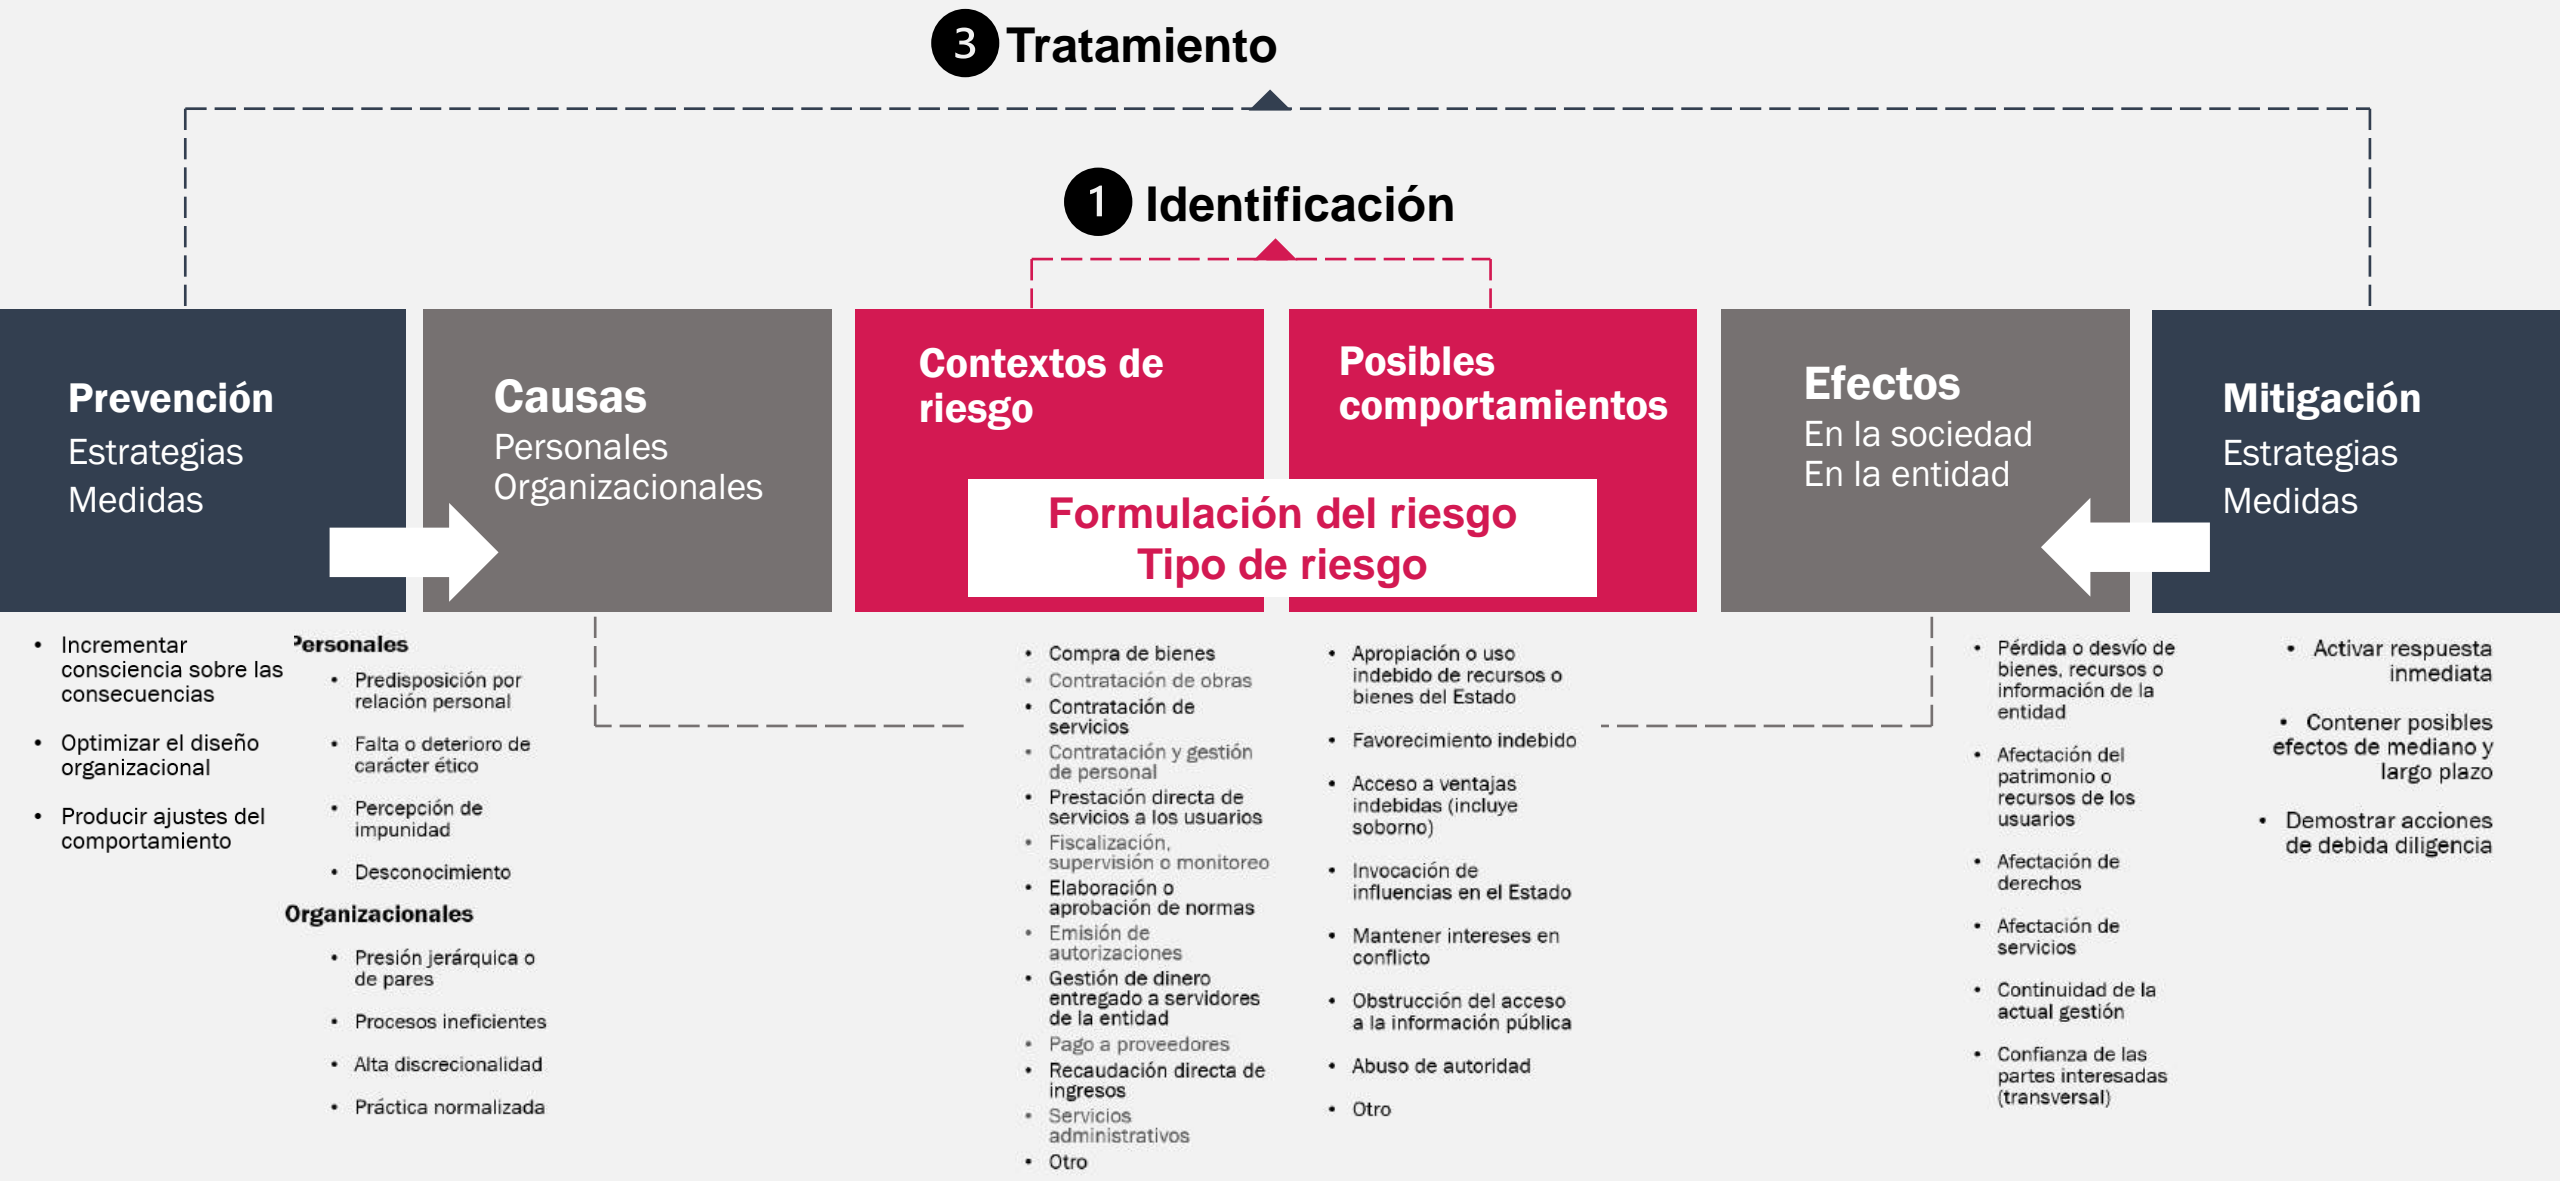 3 Tratamiento
1 Identificación
Prevención
Estrategias
Medidas
Causas
Personales
Organizacionales
Contextos de
riesgo
Posibles
comportamientos
Formulación del riesgo
Tipo de riesgo
Efectos
En la sociedad
En la entidad
Mitigación
Estrategias
Medidas
• Incrementar
consciencia sobre las
consecuencias
• Optimizar el diseño
organizacional
• Producir ajustes del
comportamiento
Personales
• Predisposición por
relación personal
• Falta o deterioro de
carácter ético
• Percepción de
impunidad
• Desconocimiento
Organizacionales
• Presión jerárquica o
de pares
• Procesos ineficientes
• Alta discrecionalidad
• Práctica normalizada
• Compra de bienes
• Contratación de obras
• Contratación de
servicios
• Contratación y gestión
de personal
• Prestación directa de
servicios a los usuarios
• Fiscalización,
supervisión o monitoreo
• Elaboración o
aprobación de normas
• Emisión de
autorizaciones
• Gestión de dinero
entregado a servidores
de la entidad
• Pago a proveedores
• Recaudación directa de
ingresos
• Servicios
administrativos
• Otro
• Apropiación o uso
indebido de recursos o
bienes del Estado
• Favorecimiento indebido
• Acceso a ventajas
indebidas (incluye
soborno)
• Invocación de
influencias en el Estado
• Mantener intereses en
conflicto
• Obstrucción del acceso
a la información pública
• Abuso de autoridad
• Otro
• Pérdida o desvío de
bienes, recursos o
información de la
entidad
• Afectación del
patrimonio o
recursos de los
usuarios
• Afectación de
derechos
• Afectación de
servicios
• Continuidad de la
actual gestión
• Confianza de las
partes interesadas
(transversal)
• Activar respuesta
inmediata
• Contener posibles
efectos de mediano y
largo plazo
• Demostrar acciones
de debida diligencia